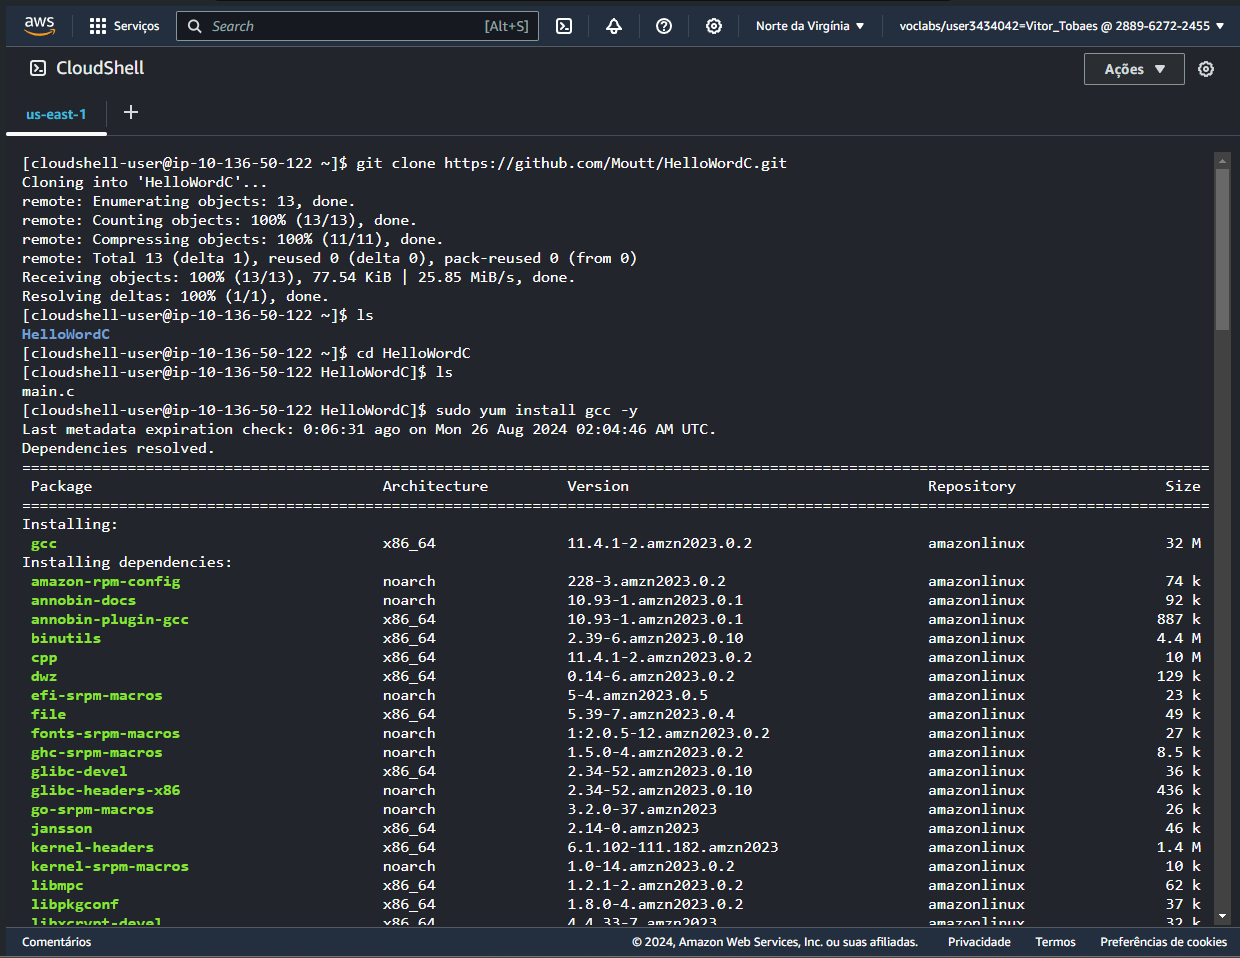 aws Serviços Search [Alt+S] Norte da Virgínia voclabs/user3434042=Vitor_Tobaes @ 2889-6272-2455
CloudShell Ações
us-east-1 +
[cloudshell-user@ip-10-136-50-122 ~]$ git clone https://github.com/Moutt/HelloWordC.git
Cloning into 'HelloWordC'...
remote: Enumerating objects: 13, done.
remote: Counting objects: 100% (13/13), done.
remote: Compressing objects: 100% (11/11), done.
remote: Total 13 (delta 1), reused 0 (delta 0), pack-reused 0 (from 0)
Receiving objects: 100% (13/13), 77.54 KiB | 25.85 MiB/s, done.
Resolving deltas: 100% (1/1), done.
[cloudshell-user@ip-10-136-50-122 ~]$ ls
HelloWordC
[cloudshell-user@ip-10-136-50-122 ~]$ cd HelloWordC
[cloudshell-user@ip-10-136-50-122 HelloWordC]$ ls
main.c
[cloudshell-user@ip-10-136-50-122 HelloWordC]$ sudo yum install gcc -y
Last metadata expiration check: 0:06:31 ago on Mon 26 Aug 2024 02:04:46 AM UTC.
Dependencies resolved.
=======================================================================================================================================
Package Architecture Version Repository Size
=======================================================================================================================================
Installing:
gcc x86_64 11.4.1-2.amzn2023.0.2 amazonlinux 32 M
Installing dependencies:
amazon-rpm-config noarch 228-3.amzn2023.0.2 amazonlinux 74 k
annobin-docs noarch 10.93-1.amzn2023.0.1 amazonlinux 92 k
annobin-plugin-gcc x86_64 10.93-1.amzn2023.0.1 amazonlinux 887 k
binutils x86_64 2.39-6.amzn2023.0.10 amazonlinux 4.4 M
cpp x86_64 11.4.1-2.amzn2023.0.2 amazonlinux 10 M
dwz x86_64 0.14-6.amzn2023.0.2 amazonlinux 129 k
efi-srpm-macros noarch 5-4.amzn2023.0.5 amazonlinux 23 k
file x86_64 5.39-7.amzn2023.0.4 amazonlinux 49 k
fonts-srpm-macros noarch 1:2.0.5-12.amzn2023.0.2 amazonlinux 27 k
ghc-srpm-macros noarch 1.5.0-4.amzn2023.0.2 amazonlinux 8.5 k
glibc-devel x86_64 2.34-52.amzn2023.0.10 amazonlinux 36 k
glibc-headers-x86 noarch 2.34-52.amzn2023.0.10 amazonlinux 436 k
go-srpm-macros noarch 3.2.0-37.amzn2023 amazonlinux 26 k
jansson x86_64 2.14-0.amzn2023 amazonlinux 46 k
kernel-headers x86_64 6.1.102-111.182.amzn2023 amazonlinux 1.4 M
kernel-srpm-macros noarch 1.0-14.amzn2023.0.2 amazonlinux 10 k
libmpc x86_64 1.2.1-2.amzn2023.0.2 amazonlinux 62 k
libpkgconf x86_64 1.8.0-4.amzn2023.0.2 amazonlinux 37 k
libxcrypt-devel x86_64 4.4.33-7.amzn2023 amazonlinux 32 k
Comentários © 2024, Amazon Web Services, Inc. ou suas afiliadas. Privacidade Termos Preferências de cookies